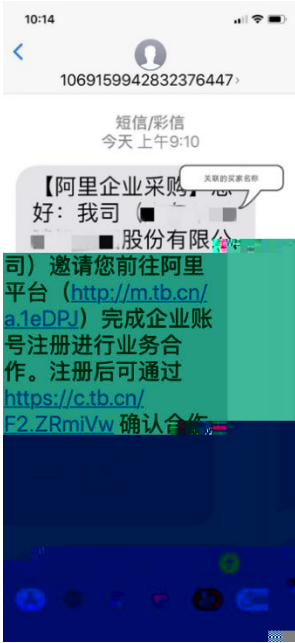 10:14
1069159942832376447
短信/彩信
今天 上午9:10
关联的买家名称
【阿里企业采购】您
好：我司（
股份有限公
司）邀请您前往阿里
平台（http://m.tb.cn/
a.1eDPJ）完成企业账
号注册进行业务合
作。注册后可通过
https://c.tb.cn/
F2.ZRmiVw 确认合作